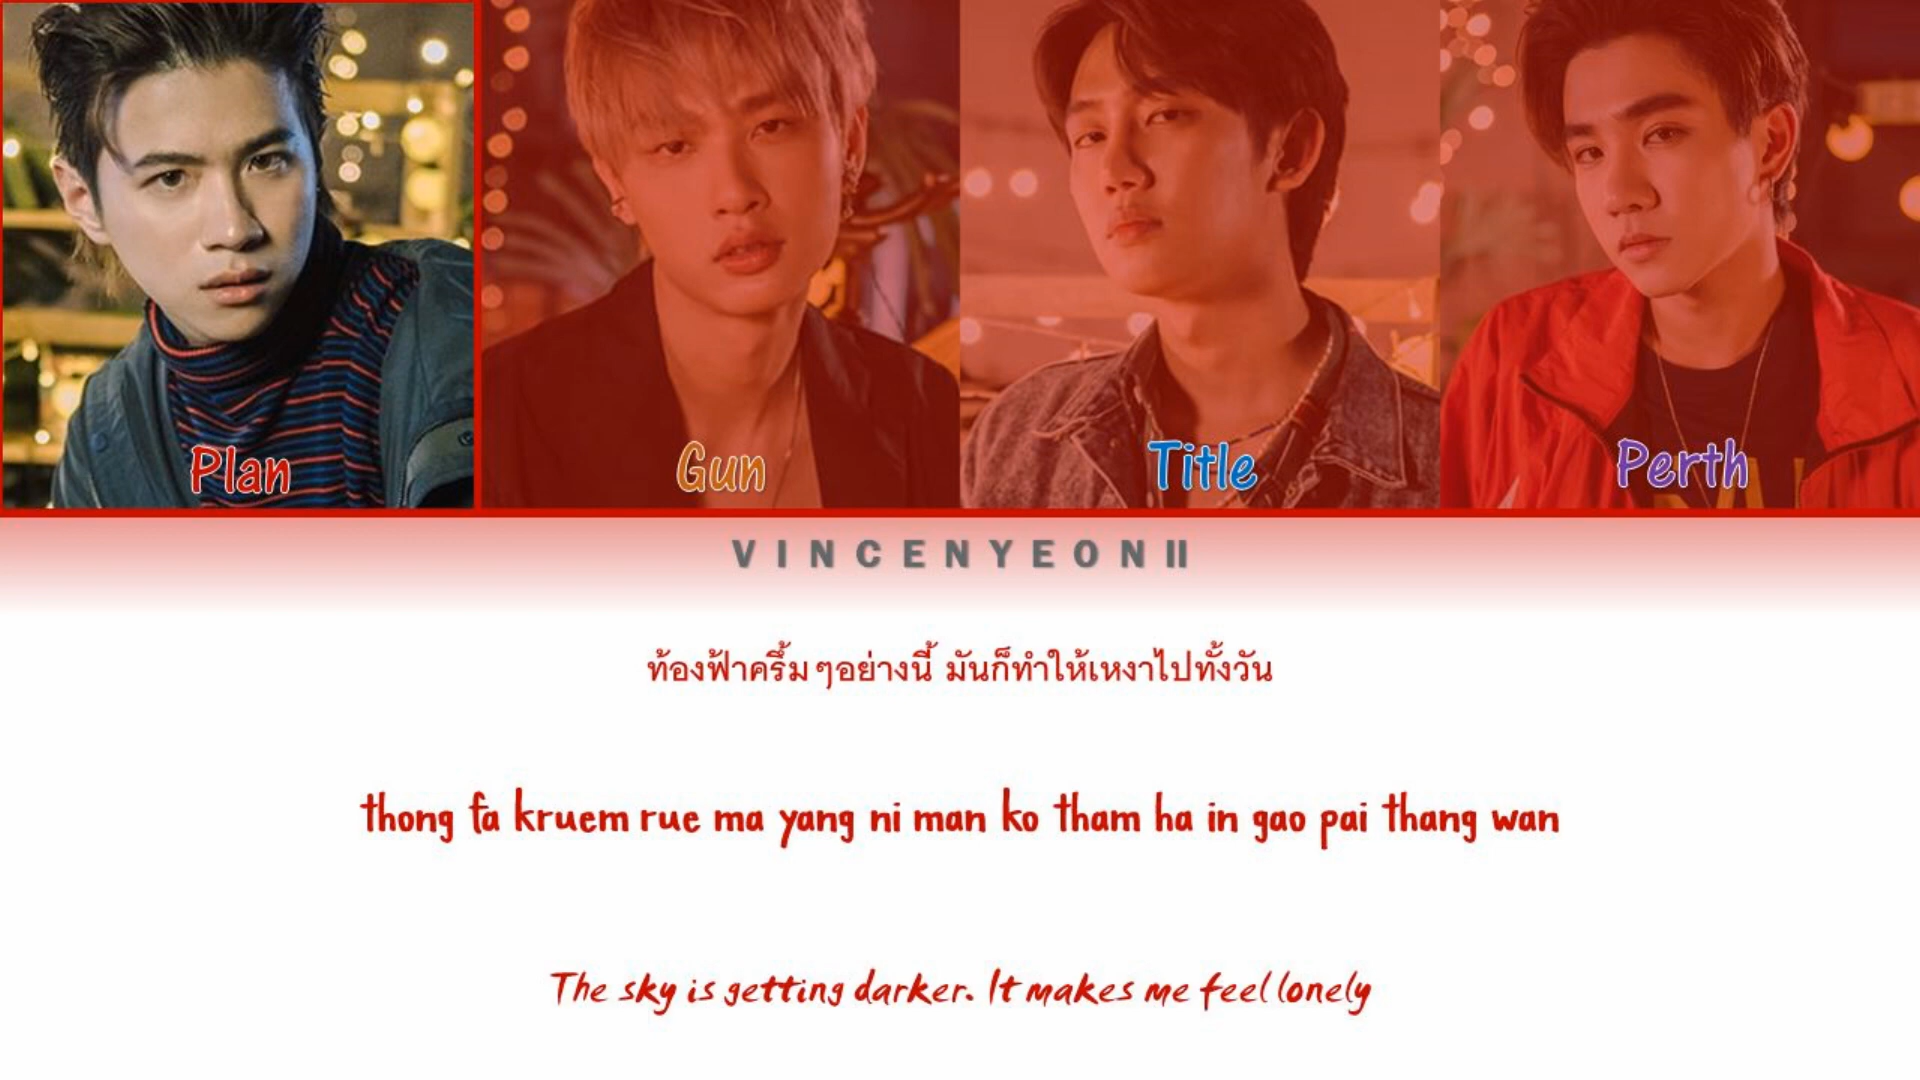 Plan
Gun
Title
Perth
VINCENYEONII
ท้องฟ้าครึ้มๆอย่างนี้ มันก็ทำให้เหงาไปทั้งวัน
thong fa kruem rue ma yang ni man ko tham ha in gao pai thang wan
The sky is getting darker. It makes me feel lonely